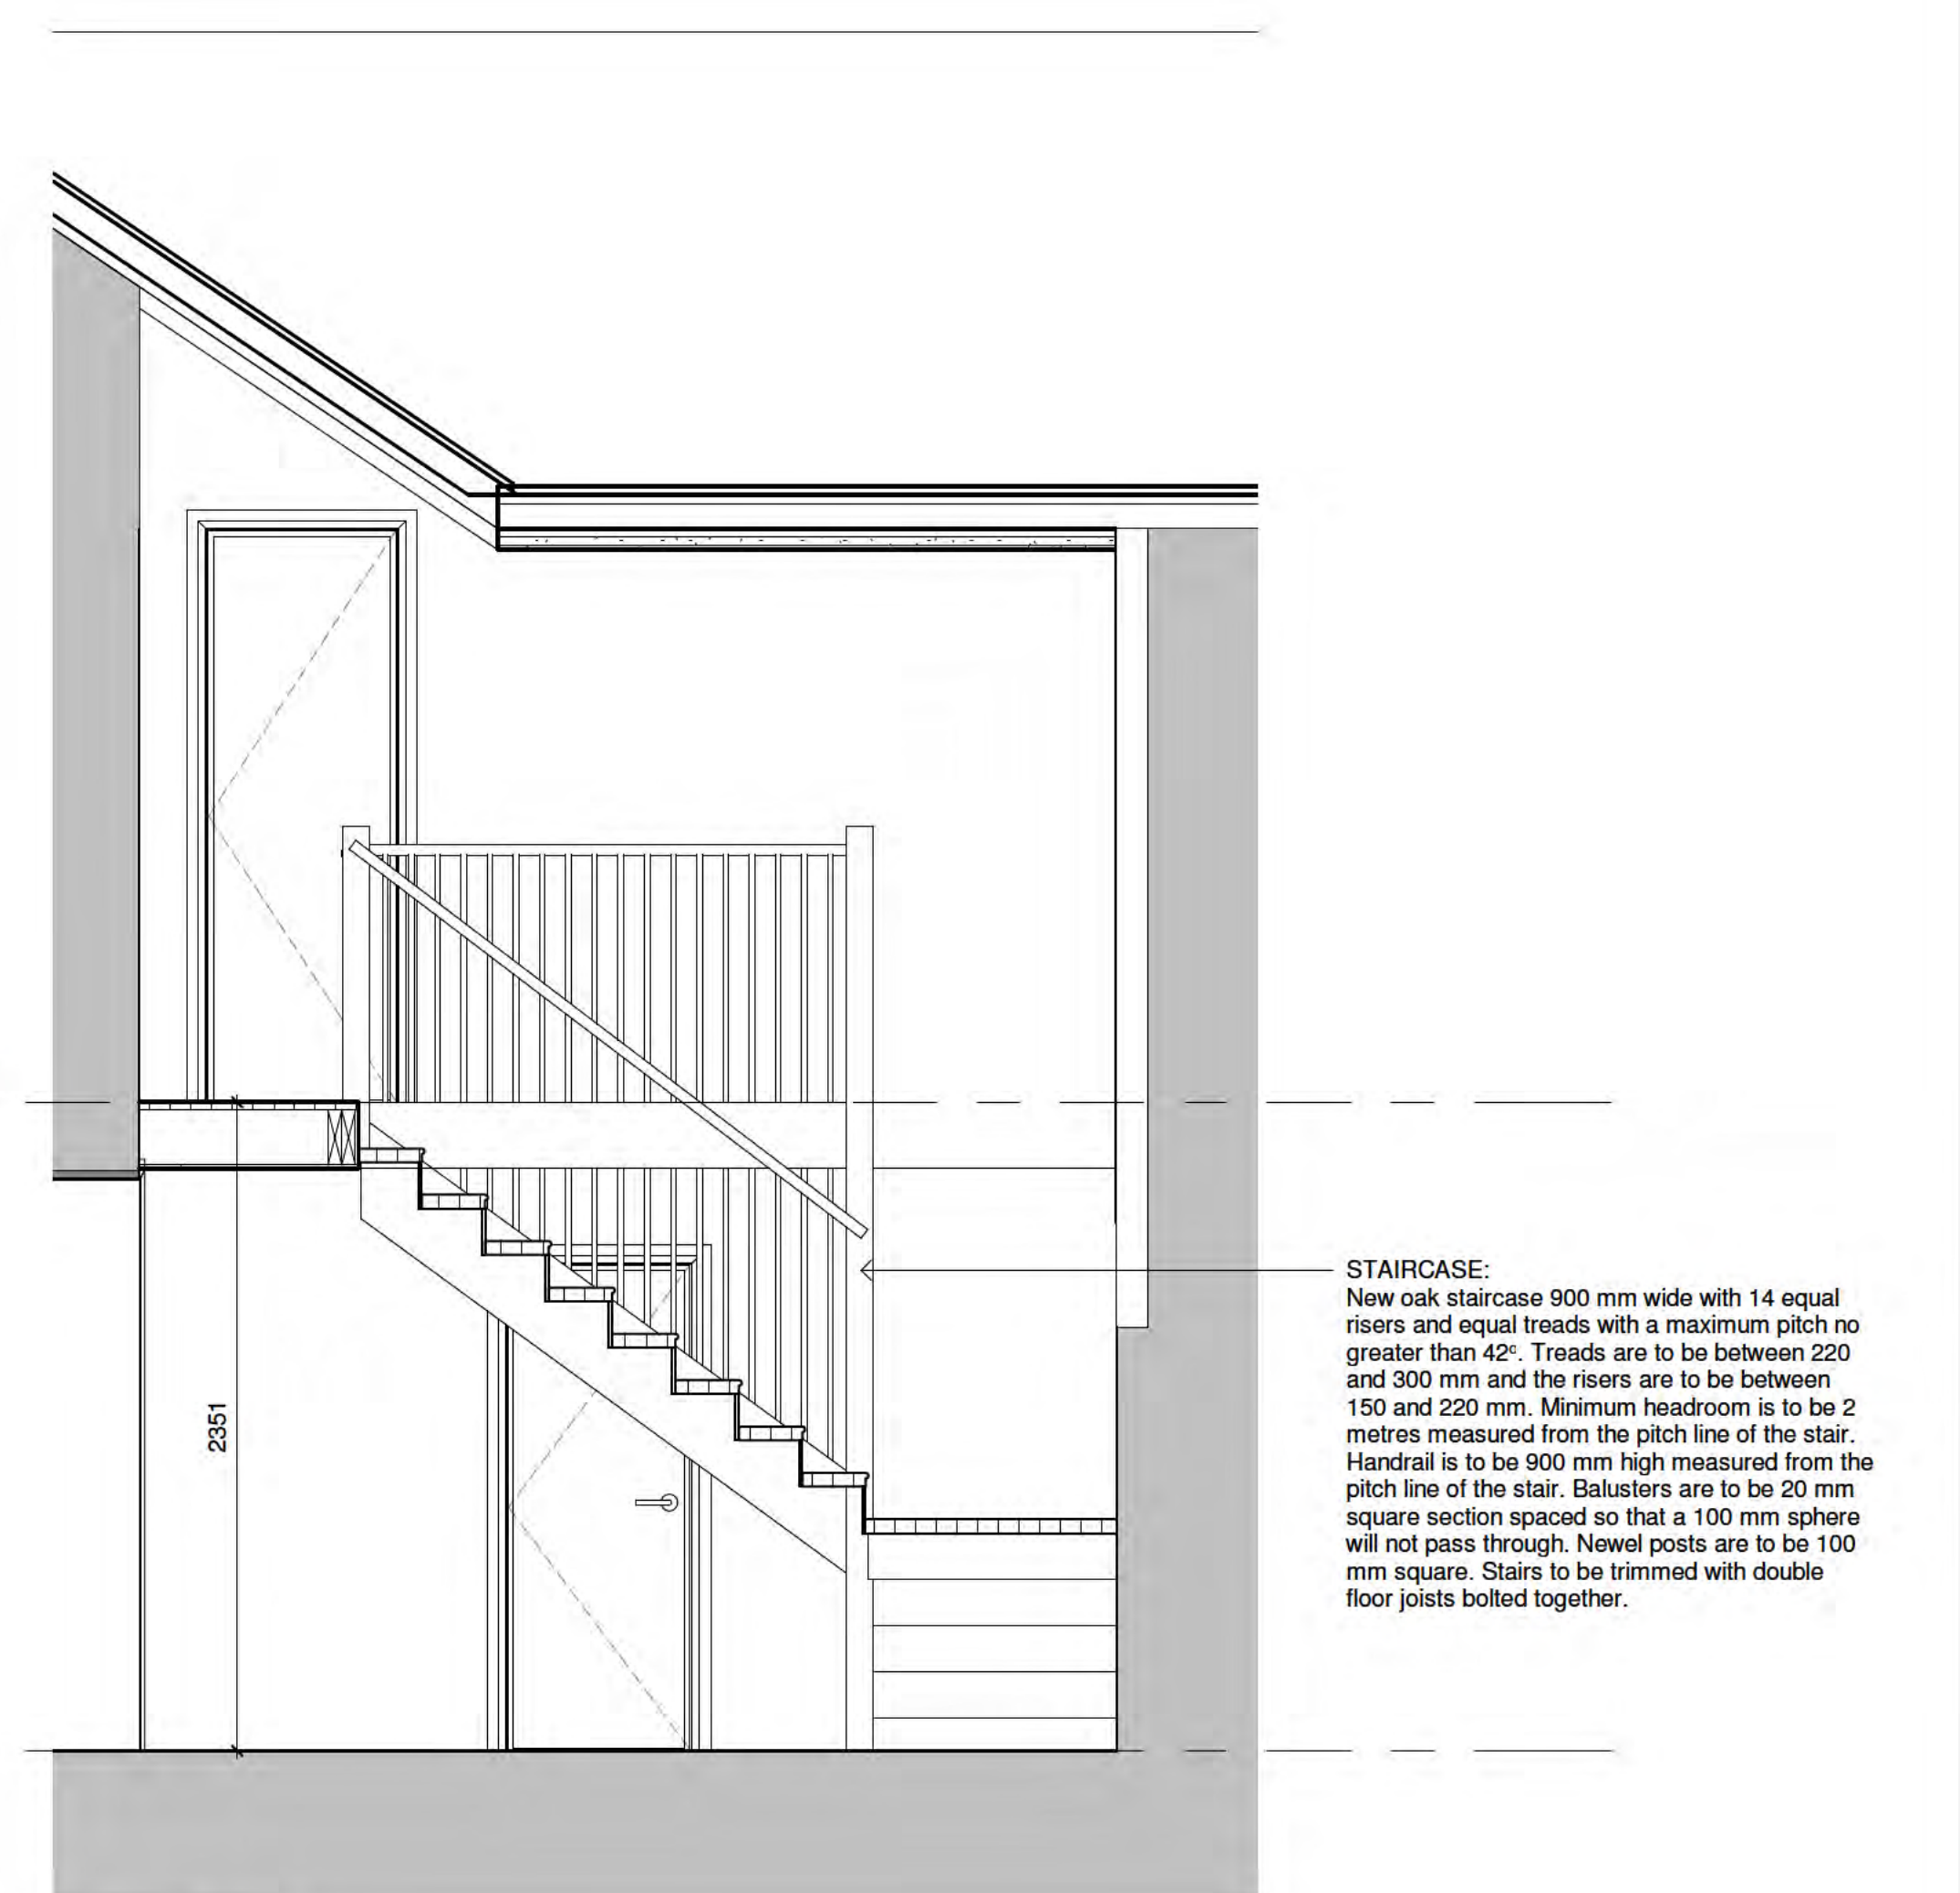 STAIRCASE:
New oak staircase 900 mm wide with 14 equal
risers and equal treads with a maximum pitch no
greater than 42°. Treads are to be between 220
and 300 mm and the risers are to be between
150 and 220 mm. Minimum headroom is to be 2
metres measured from the pitch line of the stair.
Handrail is to be 900 mm high measured from the
pitch line of the stair. Balusters are to be 20 mm
square section spaced so that a 100 mm sphere
will not pass through. Newel posts are to be 100
mm square. Stairs to be trimmed with double
floor joists bolted together.
2351